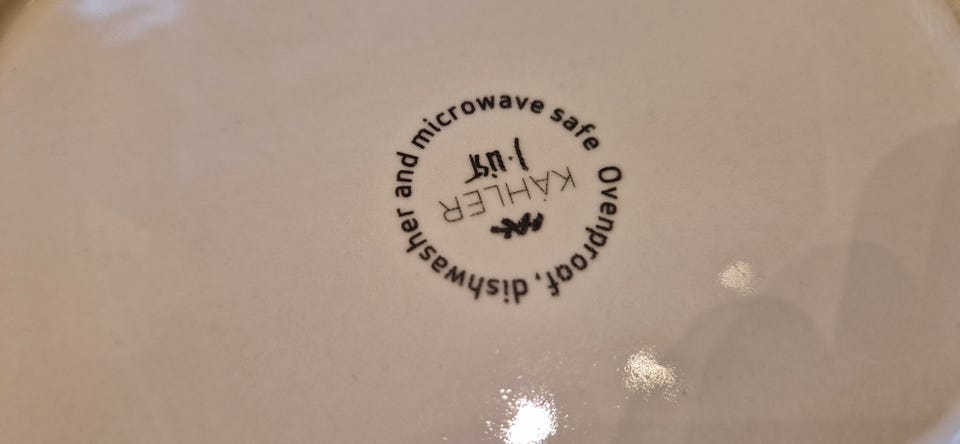 KÄHLER
Ovenproof, dishwasher and microwave safe